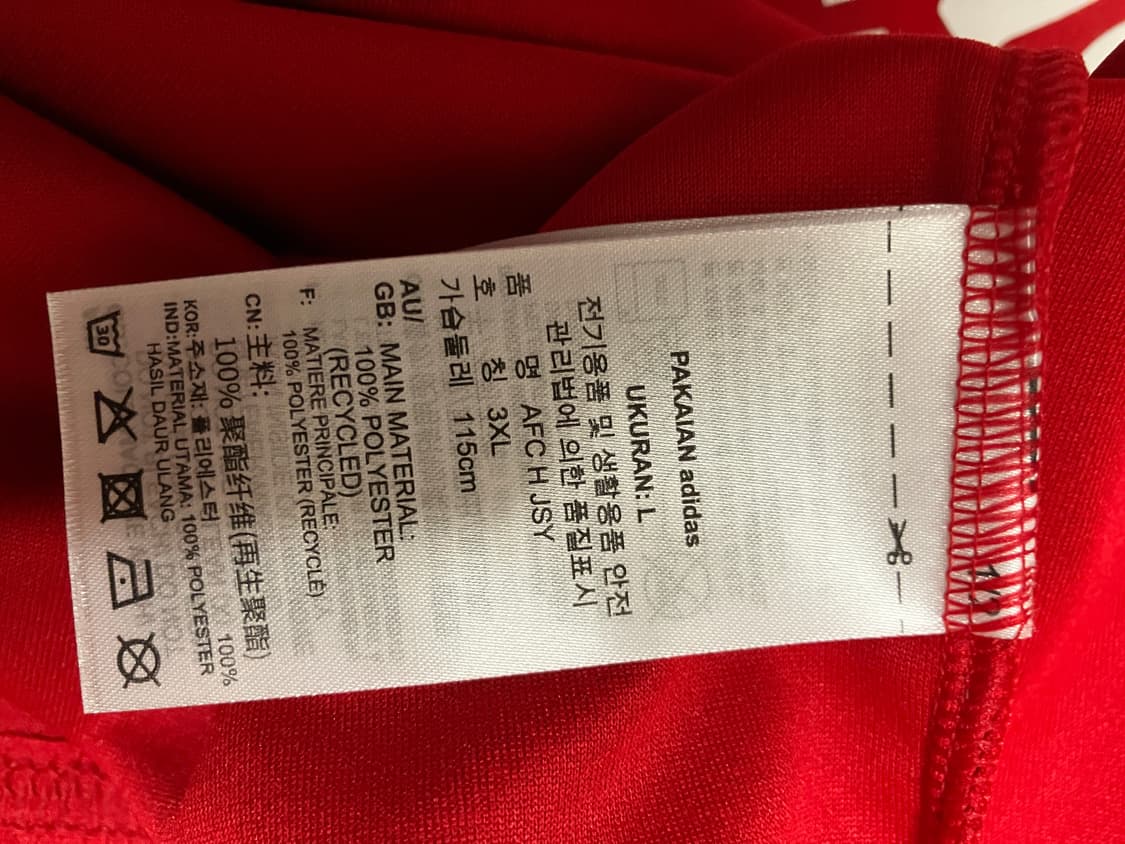 1/
PAKAIAN adidas
UKURAN: L
전기용품 및 생활용품 안전
관리법에 의한 품질표시
품 명 AFC H JSY
호 칭 3XL
가슴둘레 115cm
AU/
GB: MAIN MATERIAL:
100% POLYESTER
(RECYCLED)
F: MATIERE PRINCIPALE:
100% POLYESTER (RECYCLÉ)
CN: 主料:
100% 聚酯纤维(再生聚酯)
100%
KOR:주소재: 폴리에스터
IND:MATERIAL UTAMA: 100% POLYESTER
HASIL DAUR ULANG
30